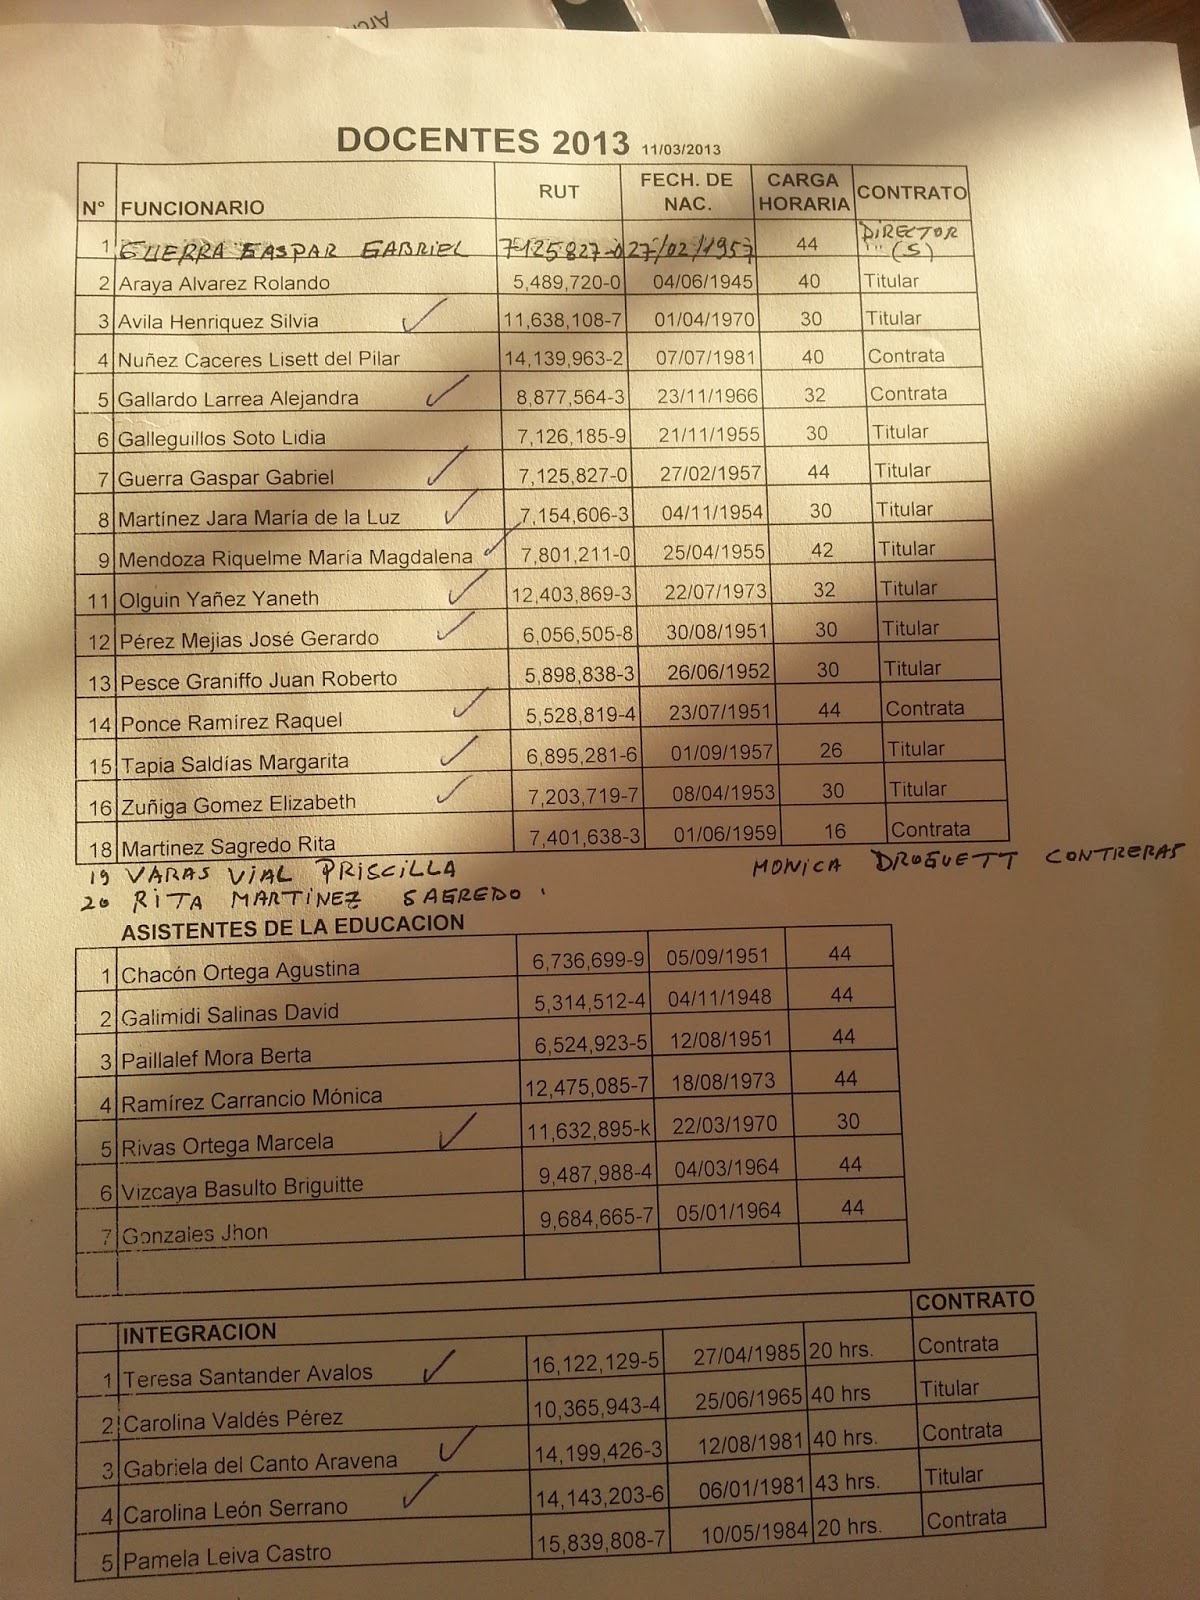 DOCENTES 2013 11/03/2013
N° FUNCIONARIO RUT FECH. DE NAC. CARGA HORARIA CONTRATO
1 GUERRA GASPAR GABRIEL 7125827-0 27/02/1957 44 DIRECTOR (S)
2 Araya Alvarez Rolando 5,489,720-0 04/06/1945 40 Titular
3 Avila Henriquez Silvia 11,638,108-7 01/04/1970 30 Titular
4 Nuñez Caceres Lisett del Pilar 14,139,963-2 07/07/1981 40 Contrata
5 Gallardo Larrea Alejandra 8,877,564-3 23/11/1966 32 Contrata
6 Galleguillos Soto Lidia 7,126,185-9 21/11/1955 30 Titular
7 Guerra Gaspar Gabriel 7,125,827-0 27/02/1957 44 Titular
8 Martínez Jara María de la Luz 7,154,606-3 04/11/1954 30 Titular
9 Mendoza Riquelme María Magdalena 7,801,211-0 25/04/1955 42 Titular
11 Olguin Yañez Yaneth 12,403,869-3 22/07/1973 32 Titular
12 Pérez Mejias José Gerardo 6,056,505-8 30/08/1951 30 Titular
13 Pesce Graniffo Juan Roberto 5,898,838-3 26/06/1952 30 Titular
14 Ponce Ramírez Raquel 5,528,819-4 23/07/1951 44 Contrata
15 Tapia Saldías Margarita 6,895,281-6 01/09/1957 26 Titular
16 Zuñiga Gomez Elizabeth 7,203,719-7 08/04/1953 30 Titular
18 Martinez Sagredo Rita 7,401,638-3 01/06/1959 16 Contrata
19 VARAS VIAL PRISCILLA MONICA DROGUETT CONTRERAS
20 RITA MARTINEZ SAGREDO
ASISTENTES DE LA EDUCACION
1 Chacón Ortega Agustina 6,736,699-9 05/09/1951 44
2 Galimidi Salinas David 5,314,512-4 04/11/1948 44
3 Paillalef Mora Berta 6,524,923-5 12/08/1951 44
4 Ramírez Carrancio Mónica 12,475,085-7 18/08/1973 44
5 Rivas Ortega Marcela 11,632,895-k 22/03/1970 30
6 Vizcaya Basulto Briguitte 9,487,988-4 04/03/1964 44
7 Gonzales Jhon 9,684,665-7 05/01/1964 44
INTEGRACION CONTRATO
1 Teresa Santander Avalos 16,122,129-5 27/04/1985 20 hrs. Contrata
2 Carolina Valdés Pérez 10,365,943-4 25/06/1965 40 hrs Titular
3 Gabriela del Canto Aravena 14,199,426-3 12/08/1981 40 hrs. Contrata
4 Carolina León Serrano 14,143,203-6 06/01/1981 43 hrs. Titular
5 Pamela Leiva Castro 15,839,808-7 10/05/1984 20 hrs. Contrata